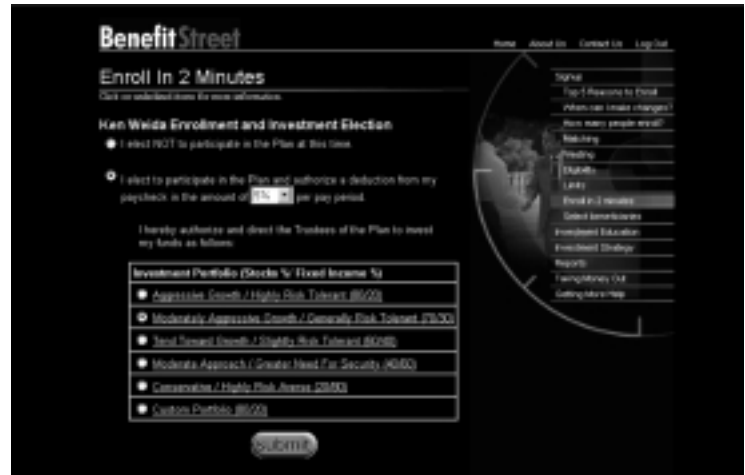 BenefitStreet
Home About Us Contact Us Log Out
Enroll In 2 Minutes
Click on underlined items for more information.
Ken Weida Enrollment and Investment Election
I elect NOT to participate in the Plan at this time.
I elect to participate in the Plan and authorize a deduction from my
paycheck in the amount of per pay period.
I hereby authorize and direct the Trustees of the Plan to invest
my funds as follows:
Investment Portfolio (Stocks %/ Fixed Income %)
Aggressive Growth / Highly Risk Tolerant (80/20)
Moderately Aggressive Growth / Generally Risk Tolerant (70/30)
Tend Toward Growth / Slightly Risk Tolerant (60/40)
Moderate Approach / Greater Need For Security (40/60)
Conservative / Highly Risk Averse (20/80)
Custom Portfolio
submit
Signup
Top 5 Reasons to Enroll
When can I make changes?
How many people enroll?
Matching
Vesting
Eligibility
Limits
Enroll in 2 minutes
Select beneficiaries
Investment Education
Investment Strategy
Reports
Taking Money Out
Getting More Help